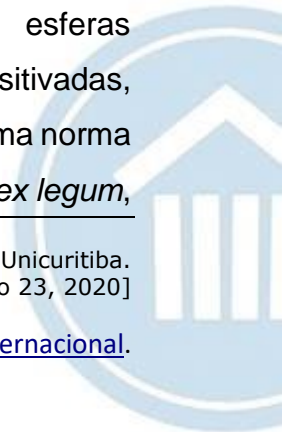 esferas
sitivadas,
ma norma
ex legum,
Unicuritiba.
o 23, 2020]
ernacional.